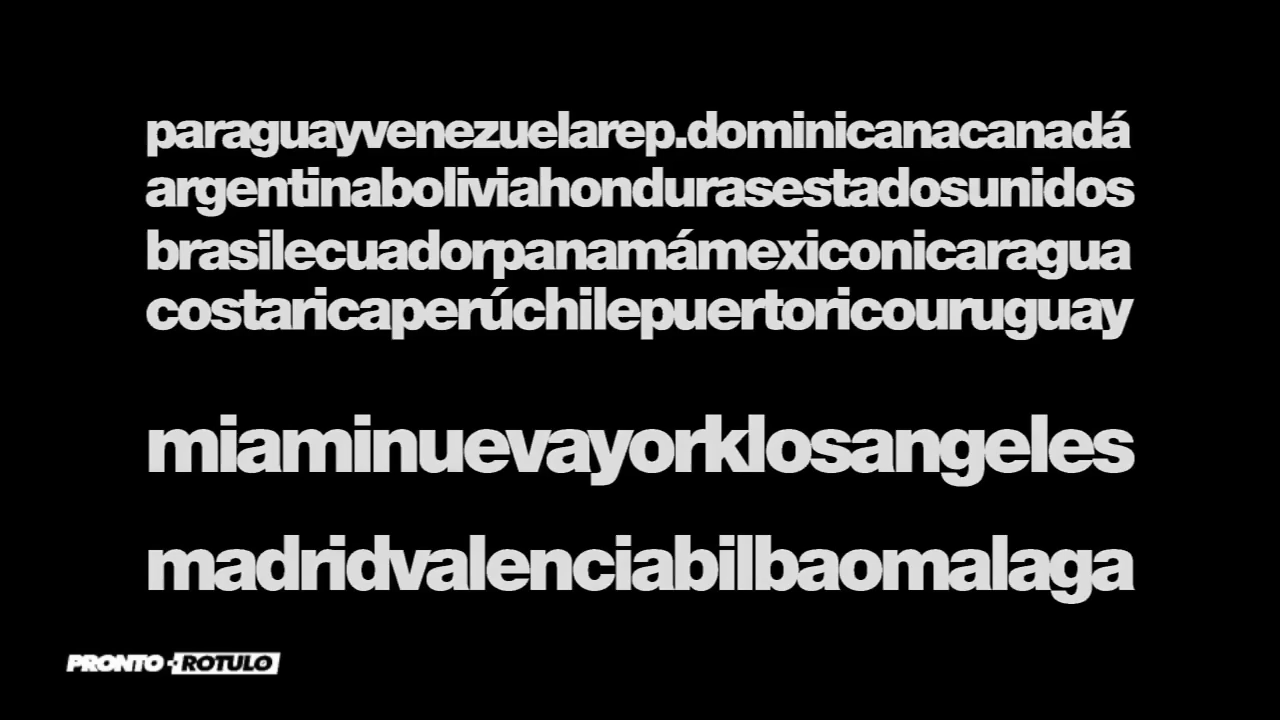 paraguayvenezuelarep.dominicanacanadá
argentinaboliviahondurasestadosunidos
brasilecuadorpanamámexiconicaragua
costaricaperúchilepuertoricouruguay
miaminuevayorklosangeles
madridvalenciabilbaomalaga
PRONTO+ROTULO